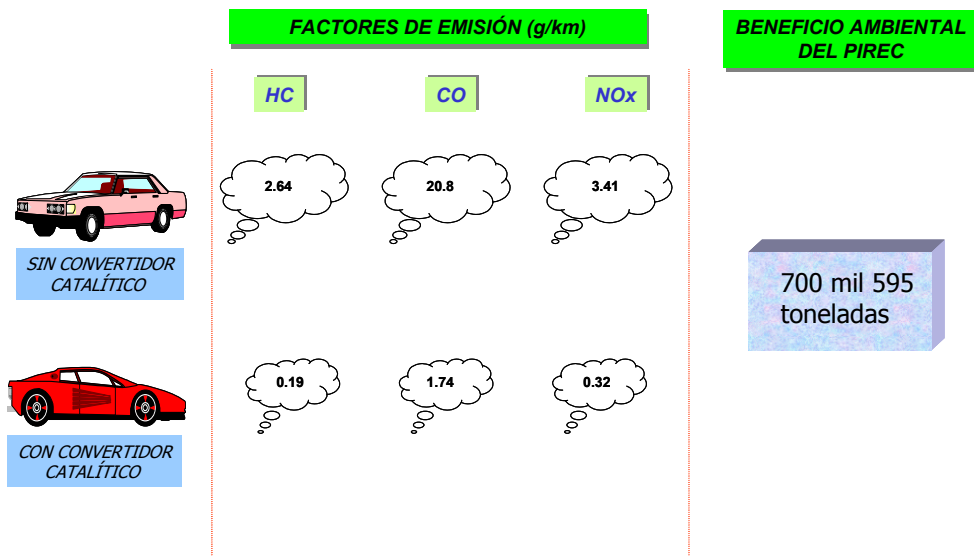 FACTORES DE EMISIÓN (g/km)
BENEFICIO AMBIENTAL
DEL PIREC
HC
CO
NOx
2.64
20.8
3.41
SIN CONVERTIDOR
CATALÍTICO
700 mil 595
toneladas
0.19
1.74
0.32
CON CONVERTIDOR
CATALÍTICO